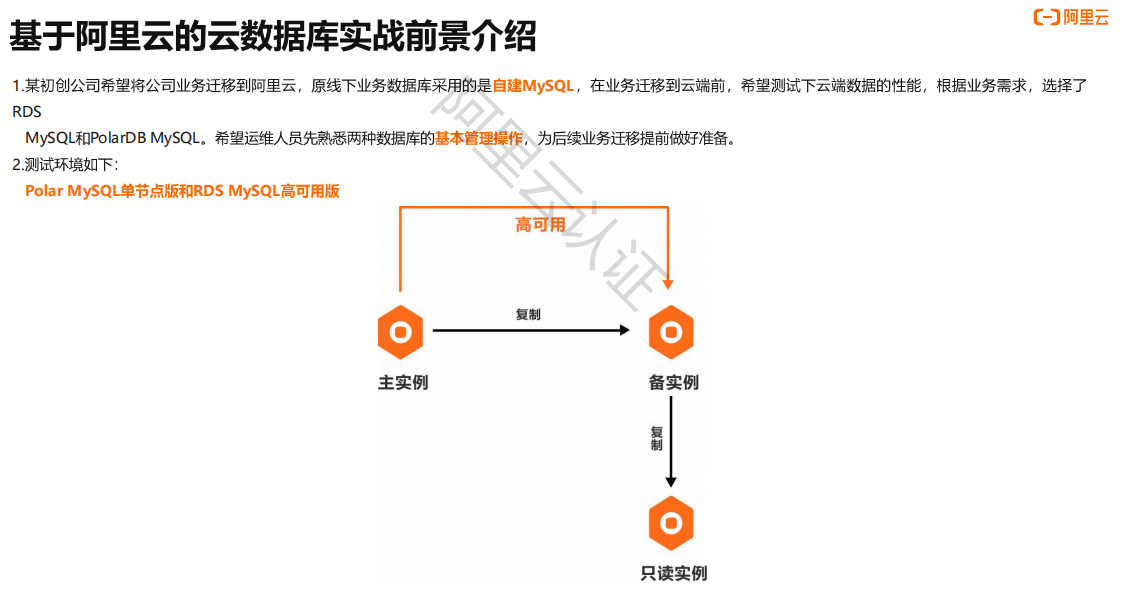 阿里云
基于阿里云的云数据库实战前景介绍
1.某初创公司希望将公司业务迁移到阿里云，原线下业务数据库采用的是自建MySQL，在业务迁移到云端前，希望测试下云端数据的性能，根据业务需求，选择了
RDS
MySQL和PolarDB MySQL。希望运维人员先熟悉两种数据库的基本管理操作，为后续业务迁移提前做好准备。
2.测试环境如下：
Polar MySQL单节点版和RDS MySQL高可用版
阿里云认证
高可用
复制
主实例
备实例
复制
只读实例